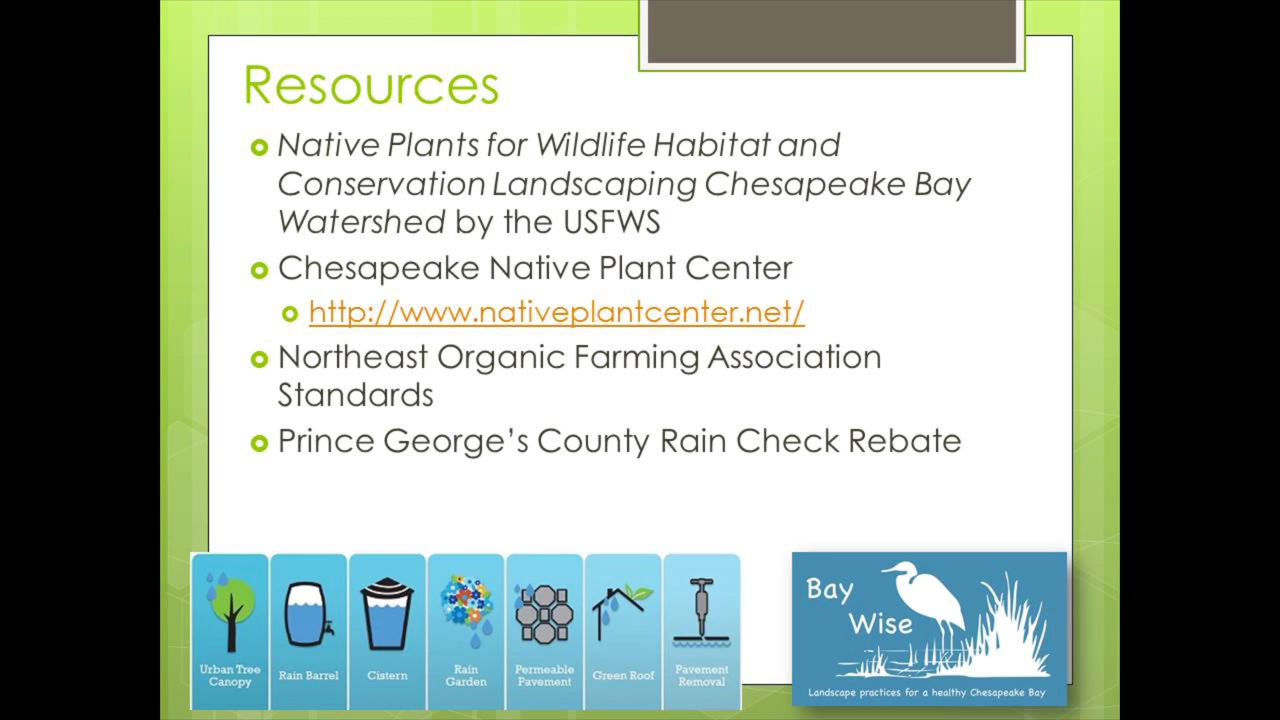 Resources
Native Plants for Wildlife Habitat and
Conservation Landscaping Chesapeake Bay
Watershed by the USFWS
Chesapeake Native Plant Center
http://www.nativeplantcenter.net/
Northeast Organic Farming Association
Standards
Prince George's County Rain Check Rebate
Urban Tree
Canopy
Rain Barrel
Cistern
Rain
Garden
Permeable
Pavement
Green Roof
Pavement
Removal
Bay
Wise
Landscape practices for a healthy Chesapeake Bay